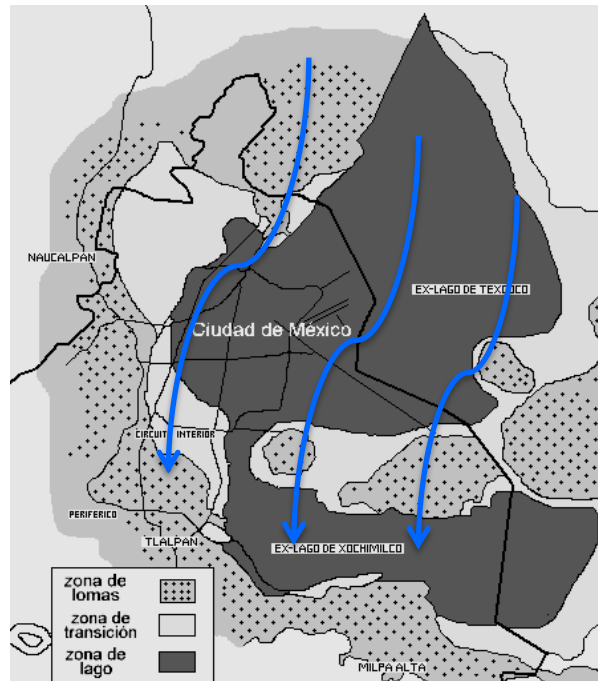 NAUCALPAN
EX-LAGO DE TEXCOCO
Ciudad de México
CIRCUITO INTERIOR
PERIFERICO
TLALPAN
EX-LAGO DE XOCHIMILCO
zona de
lomas
zona de
transición
zona de
lago
MILPA ALTA